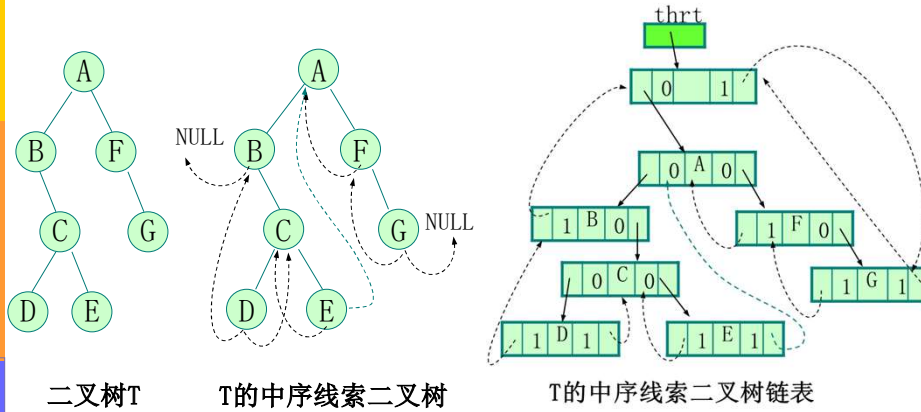 A
B F
C G
D E
二叉树T
A
NULL B F
C G NULL
D E
T的中序线索二叉树
thrt
0 1
0 A 0
1 B 0
1 F 0
0 C 0
1 G 1
1 D 1
1 E 1
T的中序线索二叉树链表